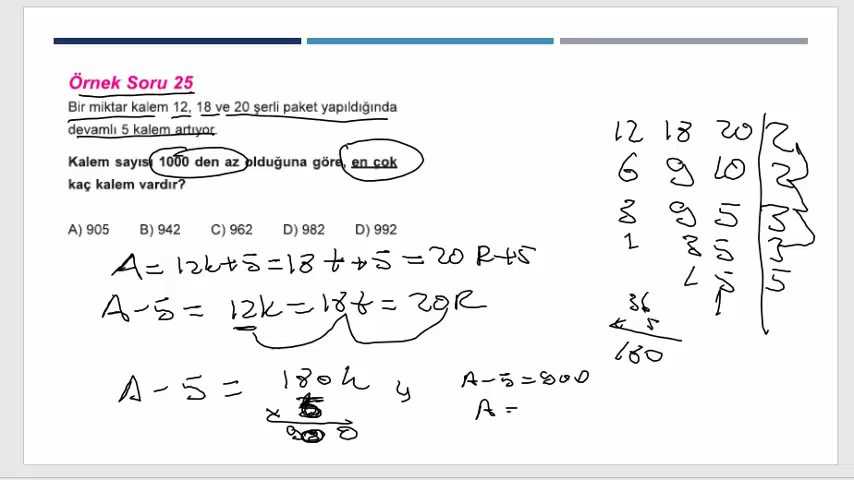 Örnek Soru 25
Bir miktar kalem 12, 18 ve 20 şerli paket yapıldığında
devamlı 5 kalem artıyor.
Kalem sayısı 1000 den az olduğuna göre, en çok
kaç kalem vardır?
A) 905 B) 942 C) 962 D) 982 D) 992
A = 12k+5 = 18t+5 = 20R+5
A-5 = 12k = 18t = 20R
A-5 = 180k
x 5
900
A-5=900
A =
12 18 20 2
6 9 10 2
3 9 5 3
1 3 5 3
1 5 5
1
36
x 5
180